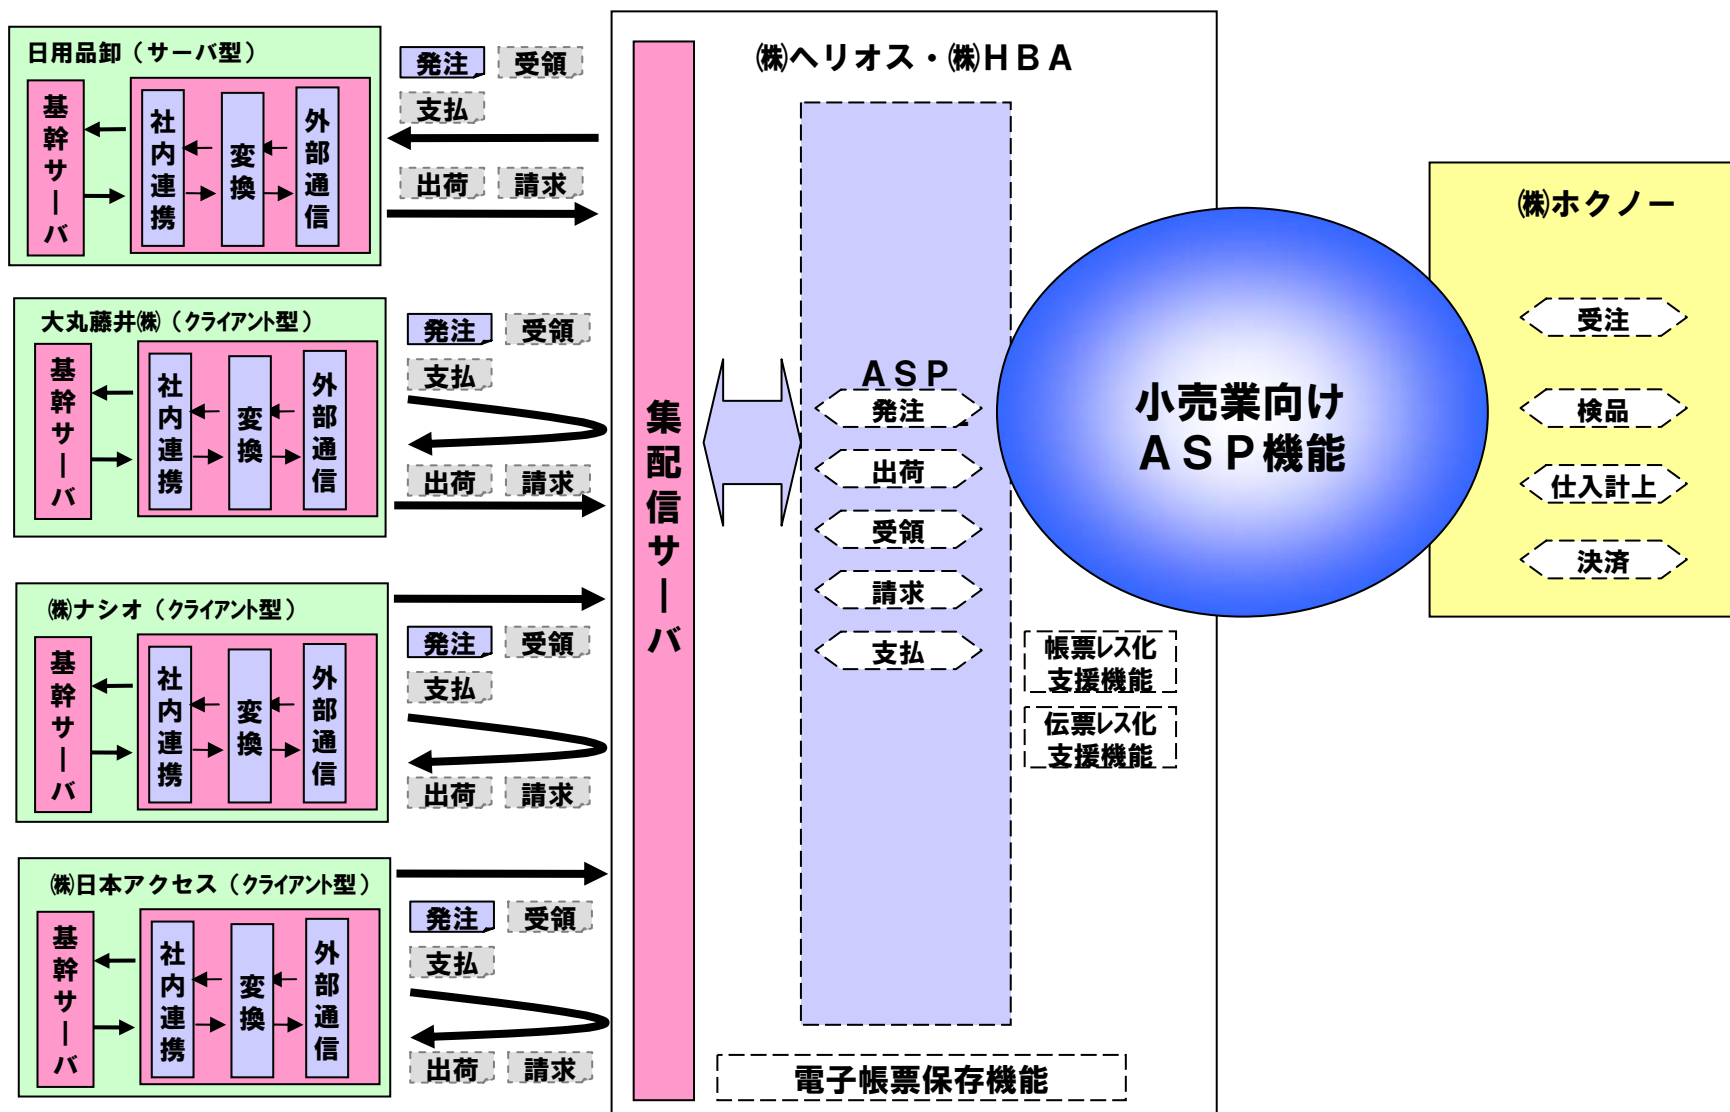 日用品卸（サーバ型）
基幹サーバ
社内連携
変換
外部通信
発注
受領
支払
出荷
請求
大丸藤井㈱（クライアント型）
基幹サーバ
社内連携
変換
外部通信
発注
受領
支払
出荷
請求
㈱ナシオ（クライアント型）
基幹サーバ
社内連携
変換
外部通信
発注
受領
支払
出荷
請求
㈱日本アクセス（クライアント型）
基幹サーバ
社内連携
変換
外部通信
発注
受領
支払
出荷
請求
㈱ヘリオス・㈱ＨＢＡ
集配信サーバ
ＡＳＰ
発注
出荷
受領
請求
支払
小売業向け
ＡＳＰ機能
帳票レス化
支援機能
伝票レス化
支援機能
電子帳票保存機能
㈱ホクノー
受注
検品
仕入計上
決済